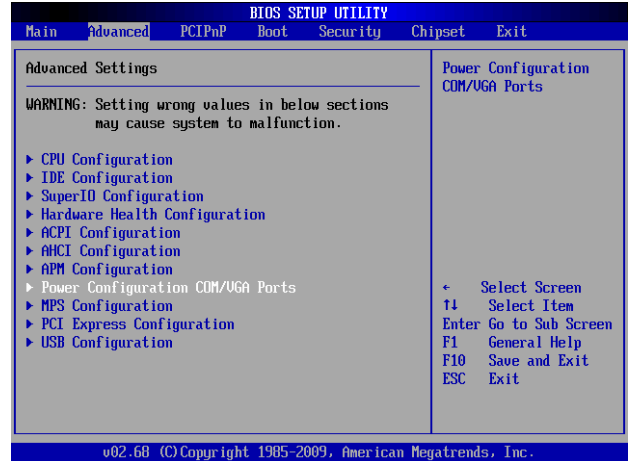 BIOS SETUP UTILITY
Main Advanced PCIPnP Boot Security Chipset Exit
Advanced Settings
WARNING: Setting wrong values in below sections
may cause system to malfunction.
▶ CPU Configuration
▶ IDE Configuration
▶ SuperIO Configuration
▶ Hardware Health Configuration
▶ ACPI Configuration
▶ AHCI Configuration
▶ APM Configuration
▶ Power Configuration COM/VGA Ports
▶ MPS Configuration
▶ PCI Express Configuration
▶ USB Configuration
Power Configuration
COM/VGA Ports
← Select Screen
↑↓ Select Item
Enter Go to Sub Screen
F1 General Help
F10 Save and Exit
ESC Exit
v02.68 (C)Copyright 1985-2009, American Megatrends, Inc.